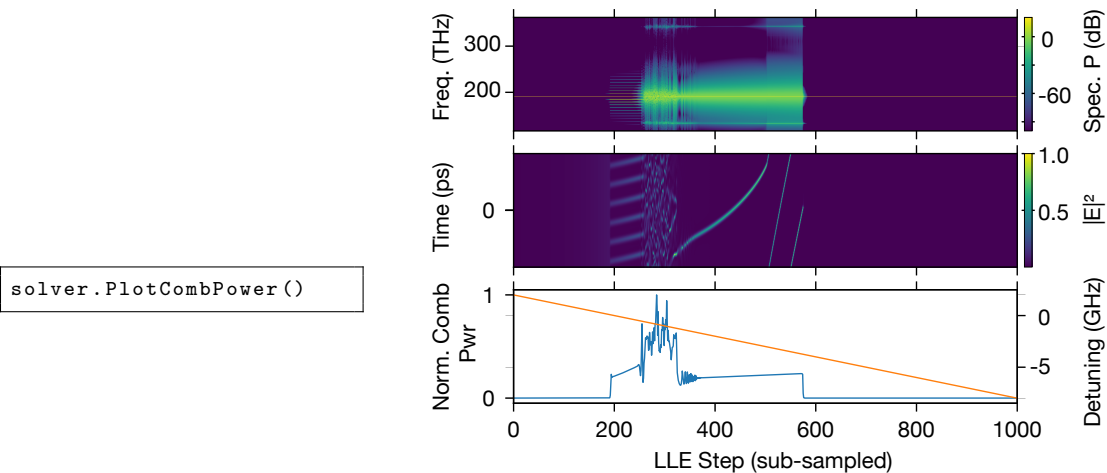 solver.PlotCombPower()
Freq. (THz)
300
200
0
−60
Spec. P (dB)
Time (ps)
0
1.0
0.5
|E|²
Norm. Comb
Pwr
1
0
0
−5
Detuning (GHz)
0 200 400 600 800 1000
LLE Step (sub-sampled)